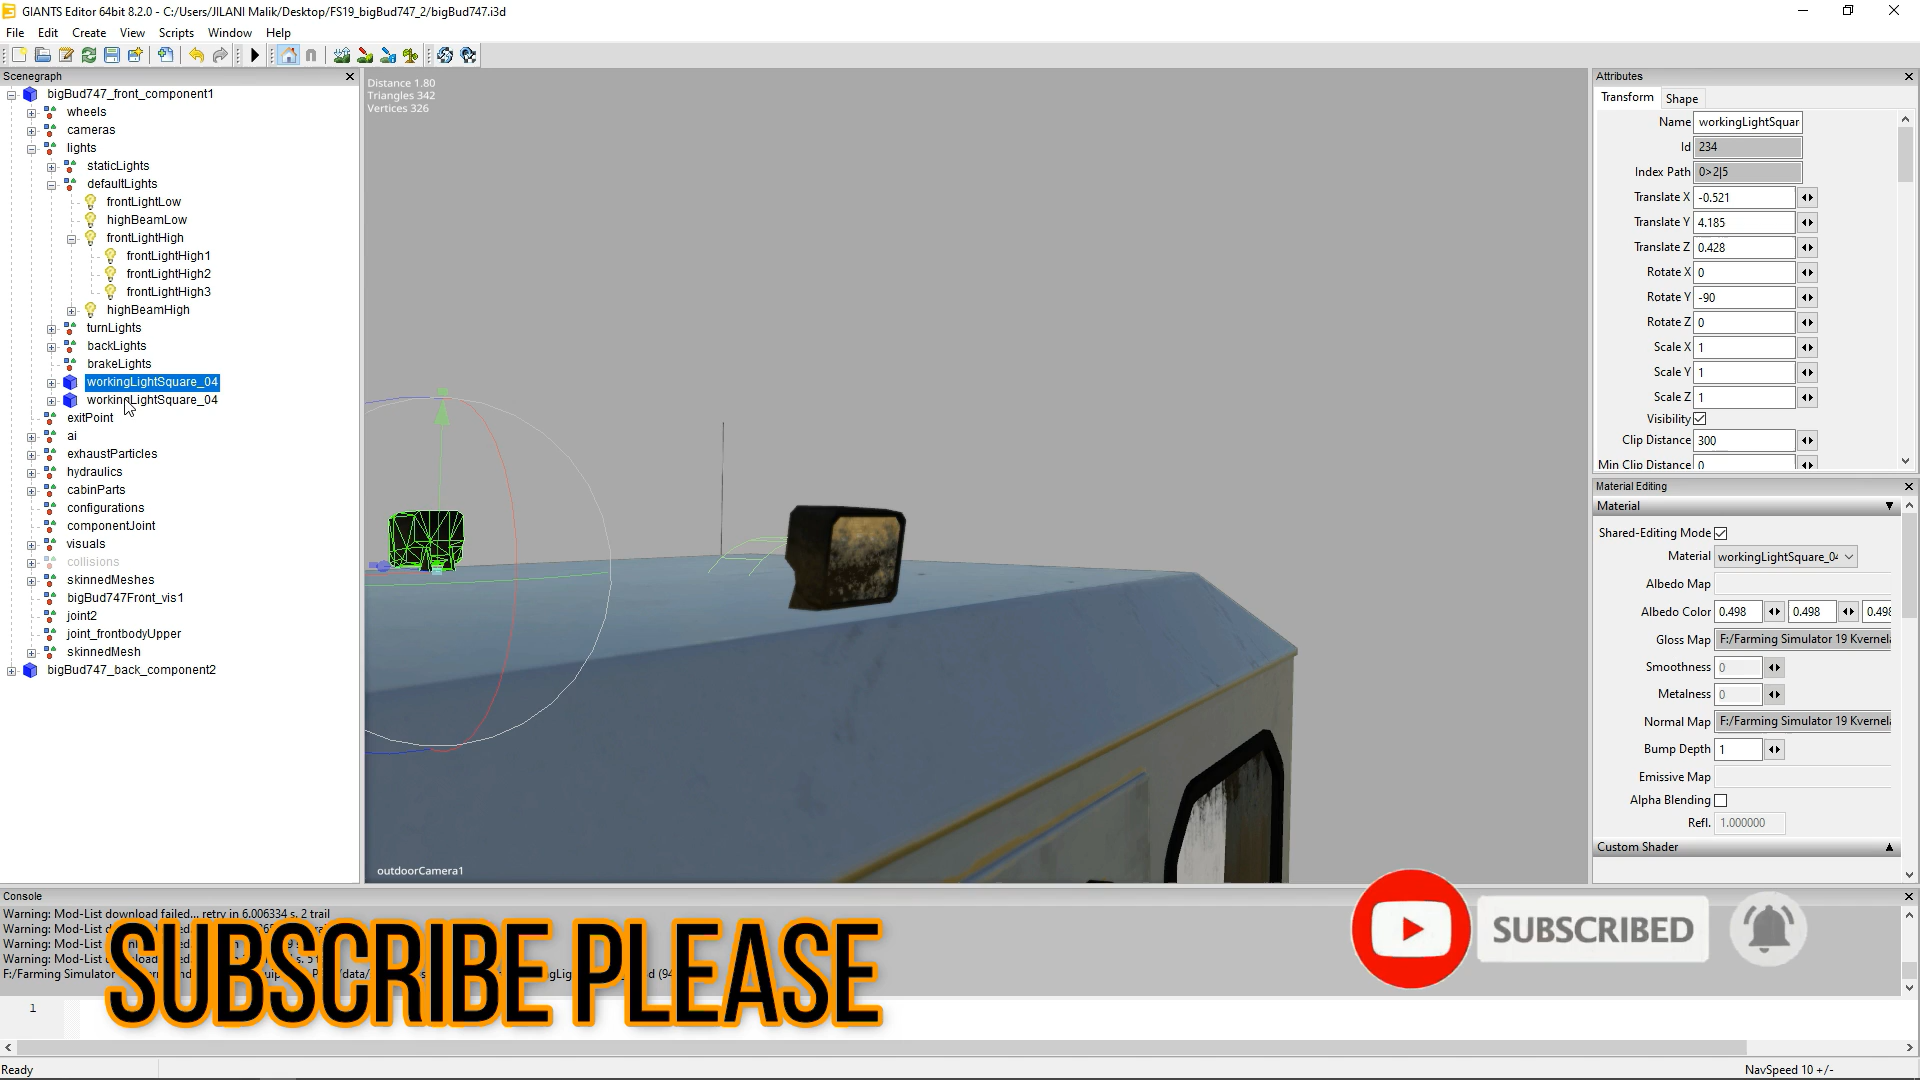 GIANTS Editor 64bit 8.2.0 - C:/Users/JILANI Malik/Desktop/FS19_bigBud747_2/bigBud747.i3d
File Edit Create View Scripts Window Help
Scenegraph
bigBud747_front_component1
wheels
cameras
lights
staticLights
defaultLights
frontLightLow
highBeamLow
frontLightHigh
frontLightHigh1
frontLightHigh2
frontLightHigh3
highBeamHigh
turnLights
backLights
brakeLights
workingLightSquare_04
workingLightSquare_04
exitPoint
ai
exhaustParticles
hydraulics
cabinParts
configurations
componentJoint
visuals
collisions
skinnedMeshes
bigBud747Front_vis1
joint2
joint_frontbodyUpper
skinnedMesh
bigBud747_back_component2
Distance 1.80
Triangles 342
Vertices 326
outdoorCamera1
Attributes
Transform Shape
Name workingLightSquar
Id 234
Index Path 0>2|5
Translate X -0.521
Translate Y 4.185
Translate Z 0.428
Rotate X 0
Rotate Y -90
Rotate Z 0
Scale X 1
Scale Y 1
Scale Z 1
Visibility
Clip Distance 300
Min Clip Distance 0
Material Editing
Material
Shared-Editing Mode
Material workingLightSquare_04
Albedo Map
Albedo Color 0.498 0.498 0.498
Gloss Map F:/Farming Simulator 19 Kvernela
Smoothness 0
Metalness 0
Normal Map F:/Farming Simulator 19 Kvernela
Bump Depth 1
Emissive Map
Alpha Blending
Refl. 1.000000
Custom Shader
Console
Warning: Mod-List download failed... retry in 6.006334 s, 2 trail
Warning: Mod-List
Warning: Mod-List
Warning: Mod-List
F:/Farming Simulator
SUBSCRIBE PLEASE
SUBSCRIBED
1
Ready
NavSpeed 10 +/-